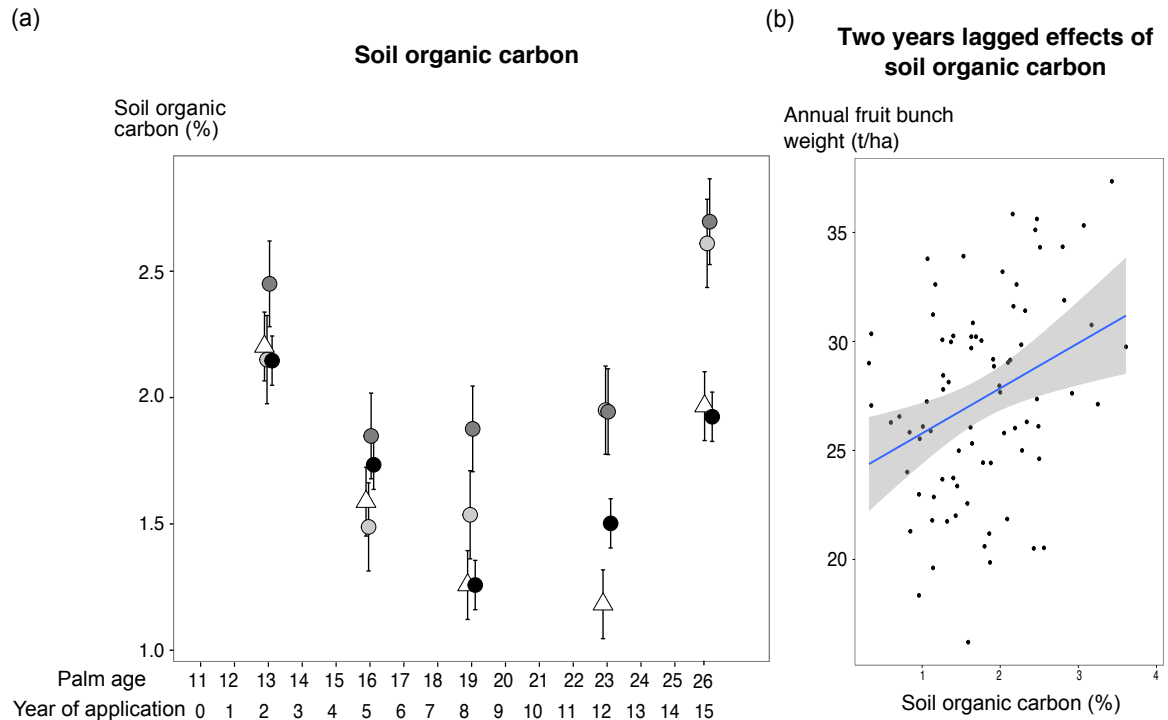 (a)
Soil organic carbon
Soil organic
carbon (%)
2.5
2.0
1.5
1.0
Palm age 11 12 13 14 15 16 17 18 19 20 21 22 23 24 25 26
Year of application 0 1 2 3 4 5 6 7 8 9 10 11 12 13 14 15
(b)
Two years lagged effects of
soil organic carbon
Annual fruit bunch
weight (t/ha)
35
30
25
20
1 2 3 4
Soil organic carbon (%)